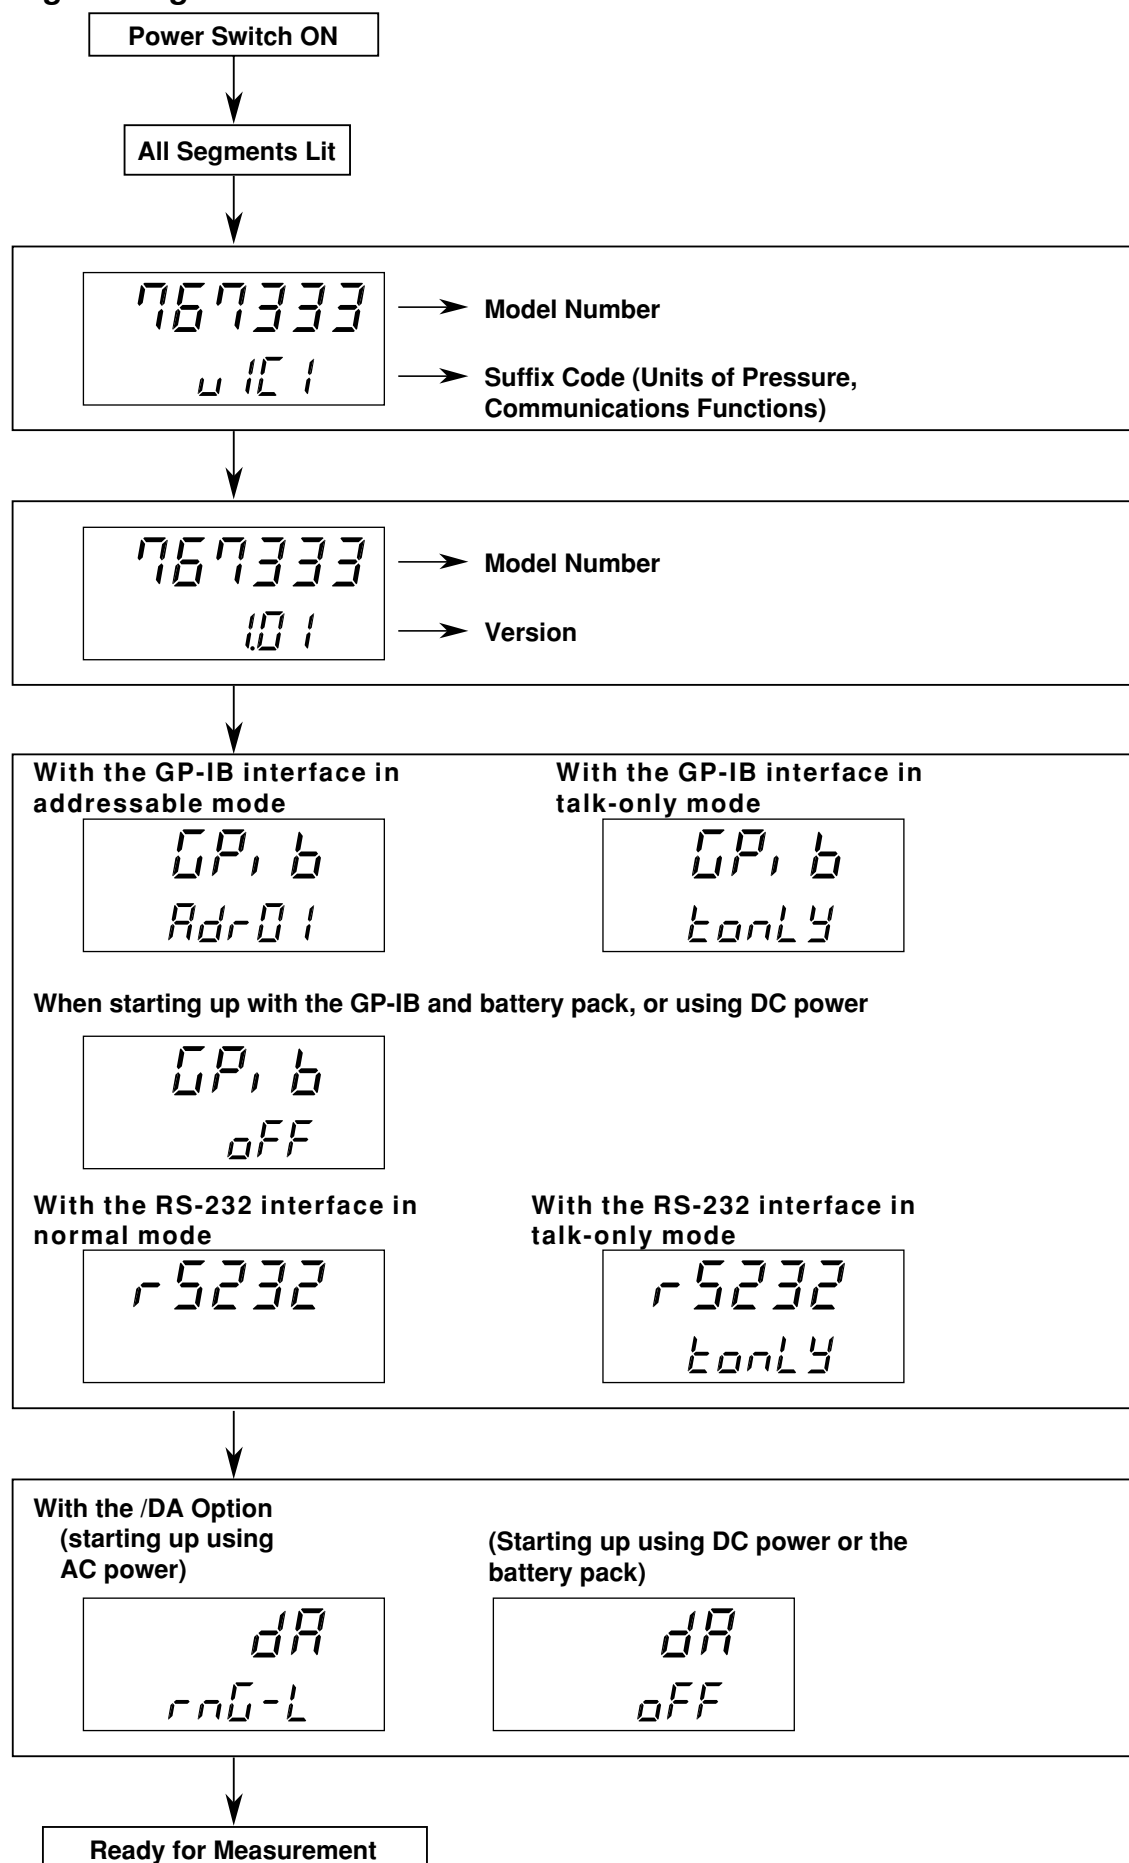 Power Switch ON
All Segments Lit
767333
Model Number
u1C1
Suffix Code (Units of Pressure,
Communications Functions)
767333
Model Number
1.01
Version
With the GP-IB interface in
addressable mode
GPib
Adr01
With the GP-IB interface in
talk-only mode
GPib
tonLY
When starting up with the GP-IB and battery pack, or using DC power
GPib
oFF
With the RS-232 interface in
normal mode
rS232
With the RS-232 interface in
talk-only mode
rS232
tonLY
With the /DA Option
(starting up using
AC power)
dA
rnG-L
(Starting up using DC power or the
battery pack)
dA
oFF
Ready for Measurement